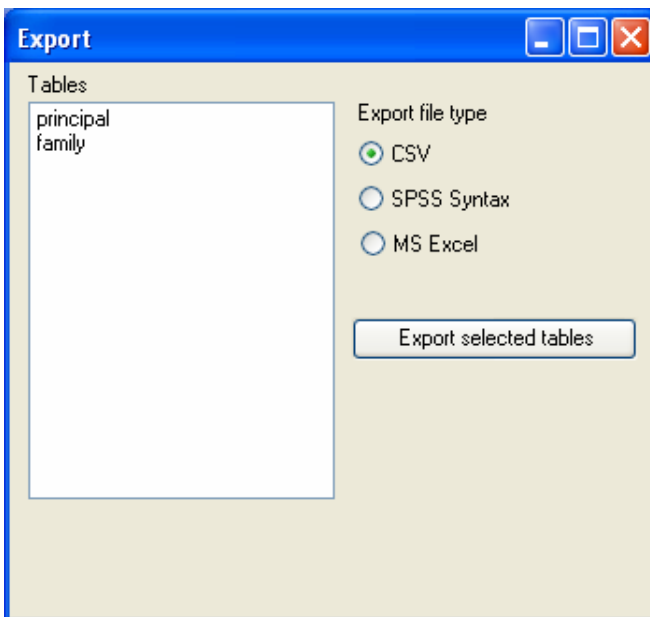 Export
Tables
principal
family
Export file type
CSV
SPSS Syntax
MS Excel
Export selected tables